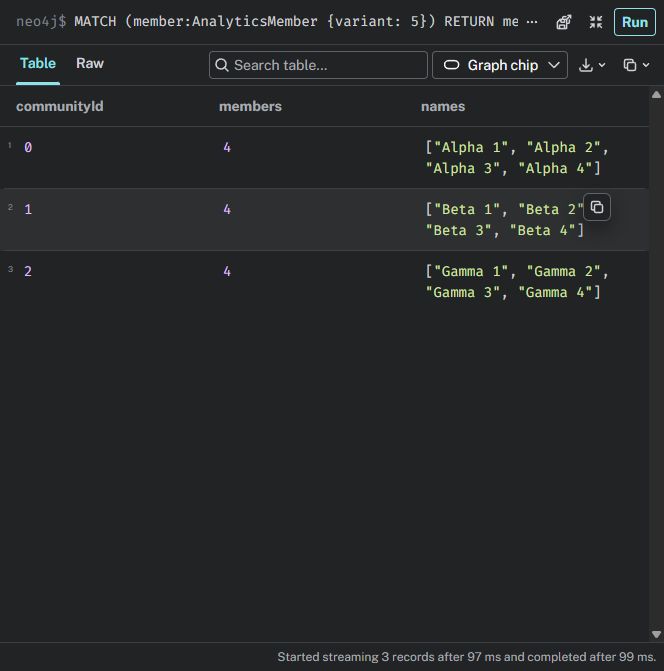 neo4j$ MATCH (member:AnalyticsMember {variant: 5}) RETURN me ··· Run
Table Raw Search table... Graph chip
communityId members names
1 0 4 ["Alpha 1", "Alpha 2",
"Alpha 3", "Alpha 4"]
2 1 4 ["Beta 1", "Beta 2"
"Beta 3", "Beta 4"]
3 2 4 ["Gamma 1", "Gamma 2",
"Gamma 3", "Gamma 4"]
Started streaming 3 records after 97 ms and completed after 99 ms.